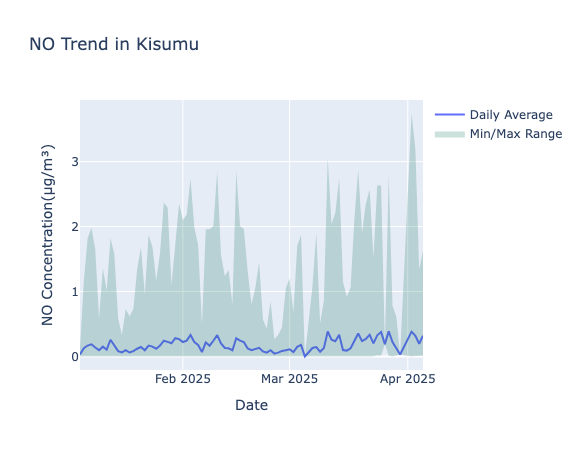 NO Trend in Kisumu
Daily Average
Min/Max Range
NO Concentration(μg/m³)
3
2
1
0
Feb 2025
Mar 2025
Apr 2025
Date